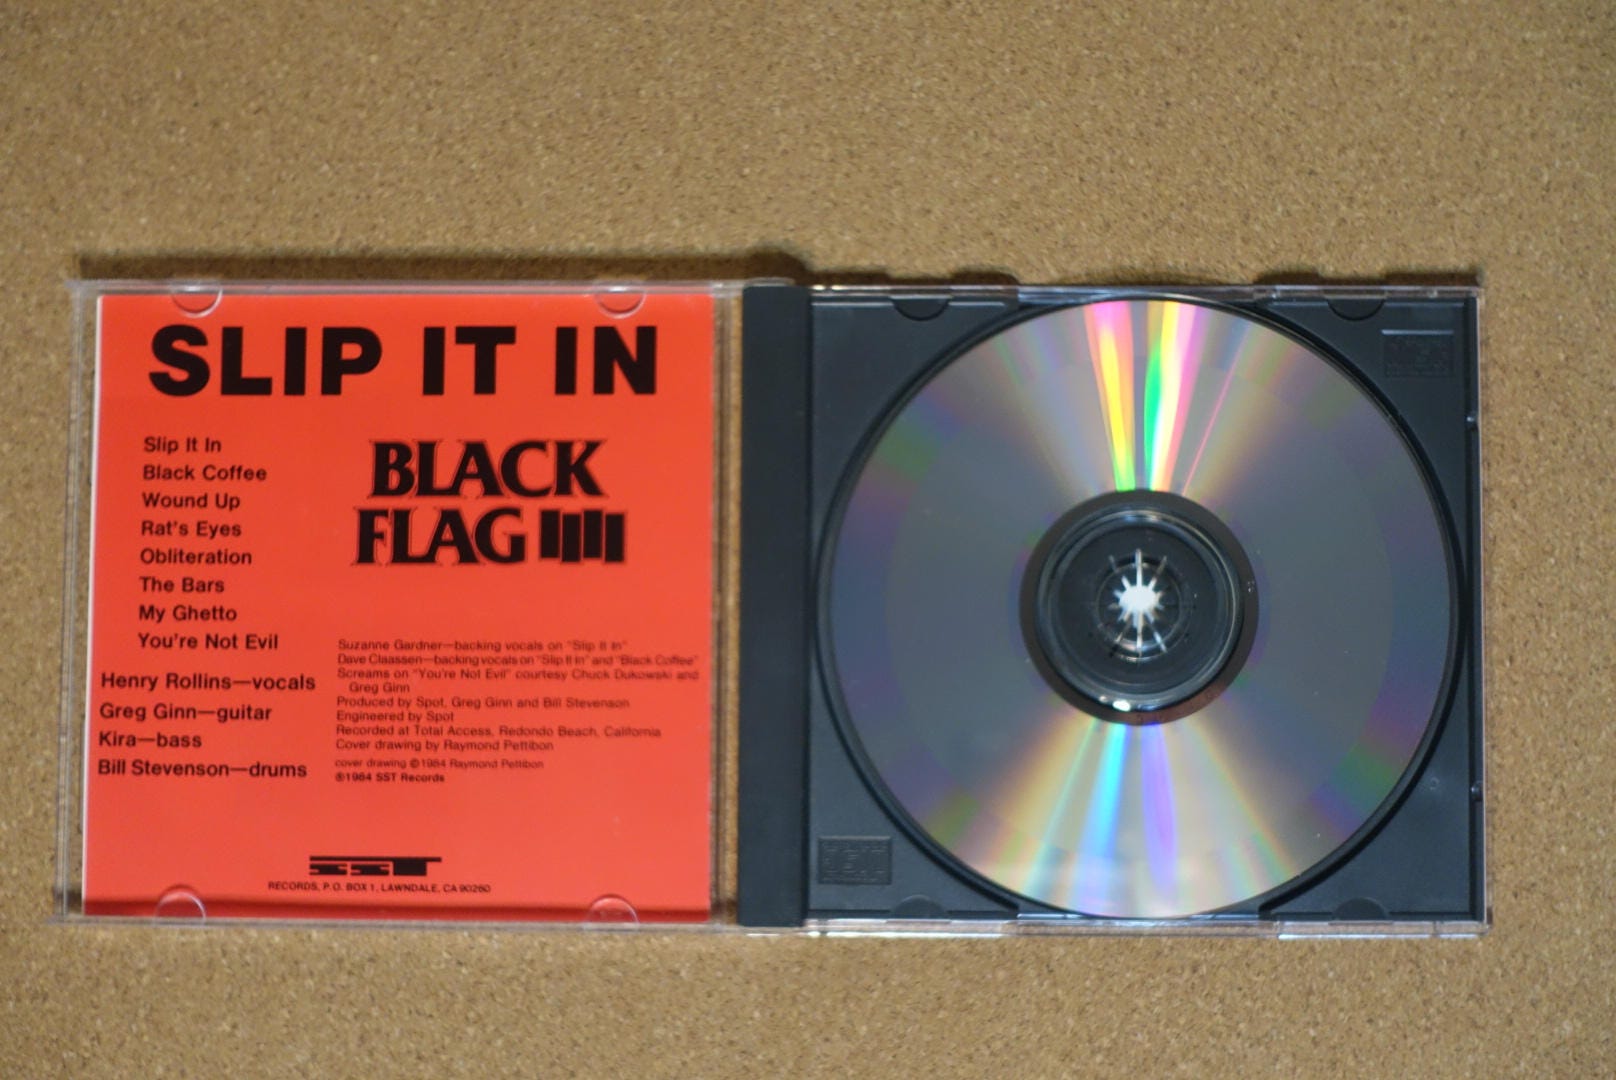 SLIP IT IN
Slip It In
Black Coffee
Wound Up
Rat's Eyes
Obliteration
The Bars
My Ghetto
You're Not Evil
BLACK
FLAG
Henry Rollins—vocals
Greg Ginn—guitar
Kira—bass
Bill Stevenson—drums
Suzanne Gardner—backing vocals on "Slip It In"
Dave Claassen—backing vocals on "Slip It In" and "Black Coffee"
Screams on "You're Not Evil" courtesy Chuck Dukowski and
Greg Ginn
Produced by Spot, Greg Ginn and Bill Stevenson
Engineered by Spot
Recorded at Total Access, Redondo Beach, California
Cover drawing by Raymond Pettibon
cover drawing ©1984 Raymond Pettibon
℗1984 SST Records
SST
RECORDS, P.O. BOX 1, LAWNDALE, CA 90260